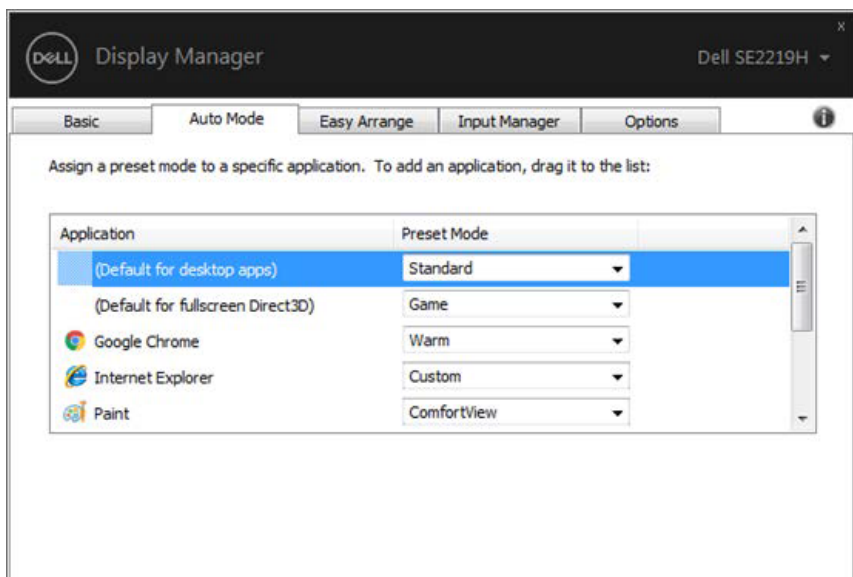 x
DELL Display Manager Dell SE2219H
Basic Auto Mode Easy Arrange Input Manager Options i
Assign a preset mode to a specific application. To add an application, drag it to the list:
Application Preset Mode
(Default for desktop apps) Standard
(Default for fullscreen Direct3D) Game
Google Chrome Warm
Internet Explorer Custom
Paint ComfortView